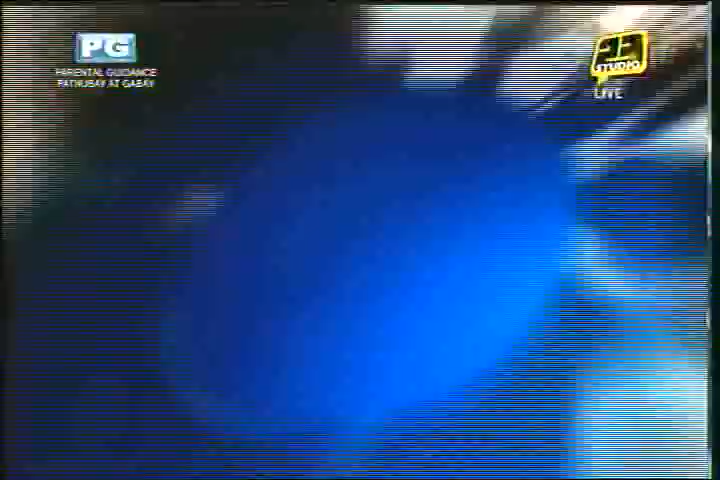 PG
PARENTAL GUIDANCE
PATNUBAY AT GABAY
STUDIO
LIVE